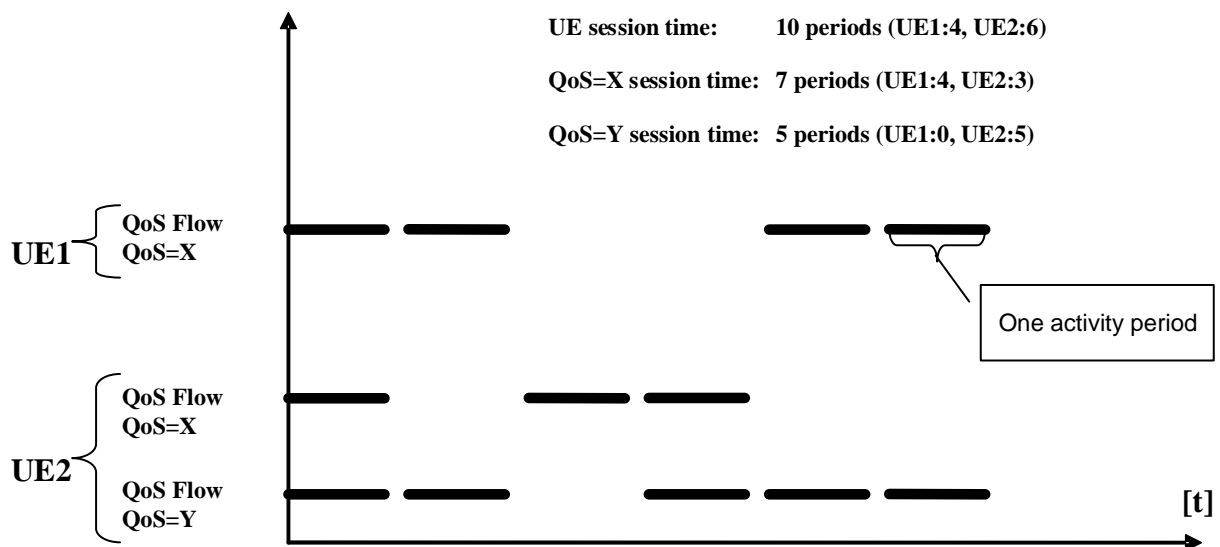 UE session time: 10 periods (UE1:4, UE2:6)
QoS=X session time: 7 periods (UE1:4, UE2:3)
QoS=Y session time: 5 periods (UE1:0, UE2:5)
UE1
QoS Flow
QoS=X
One activity period
UE2
QoS Flow
QoS=X
QoS Flow
QoS=Y
[t]